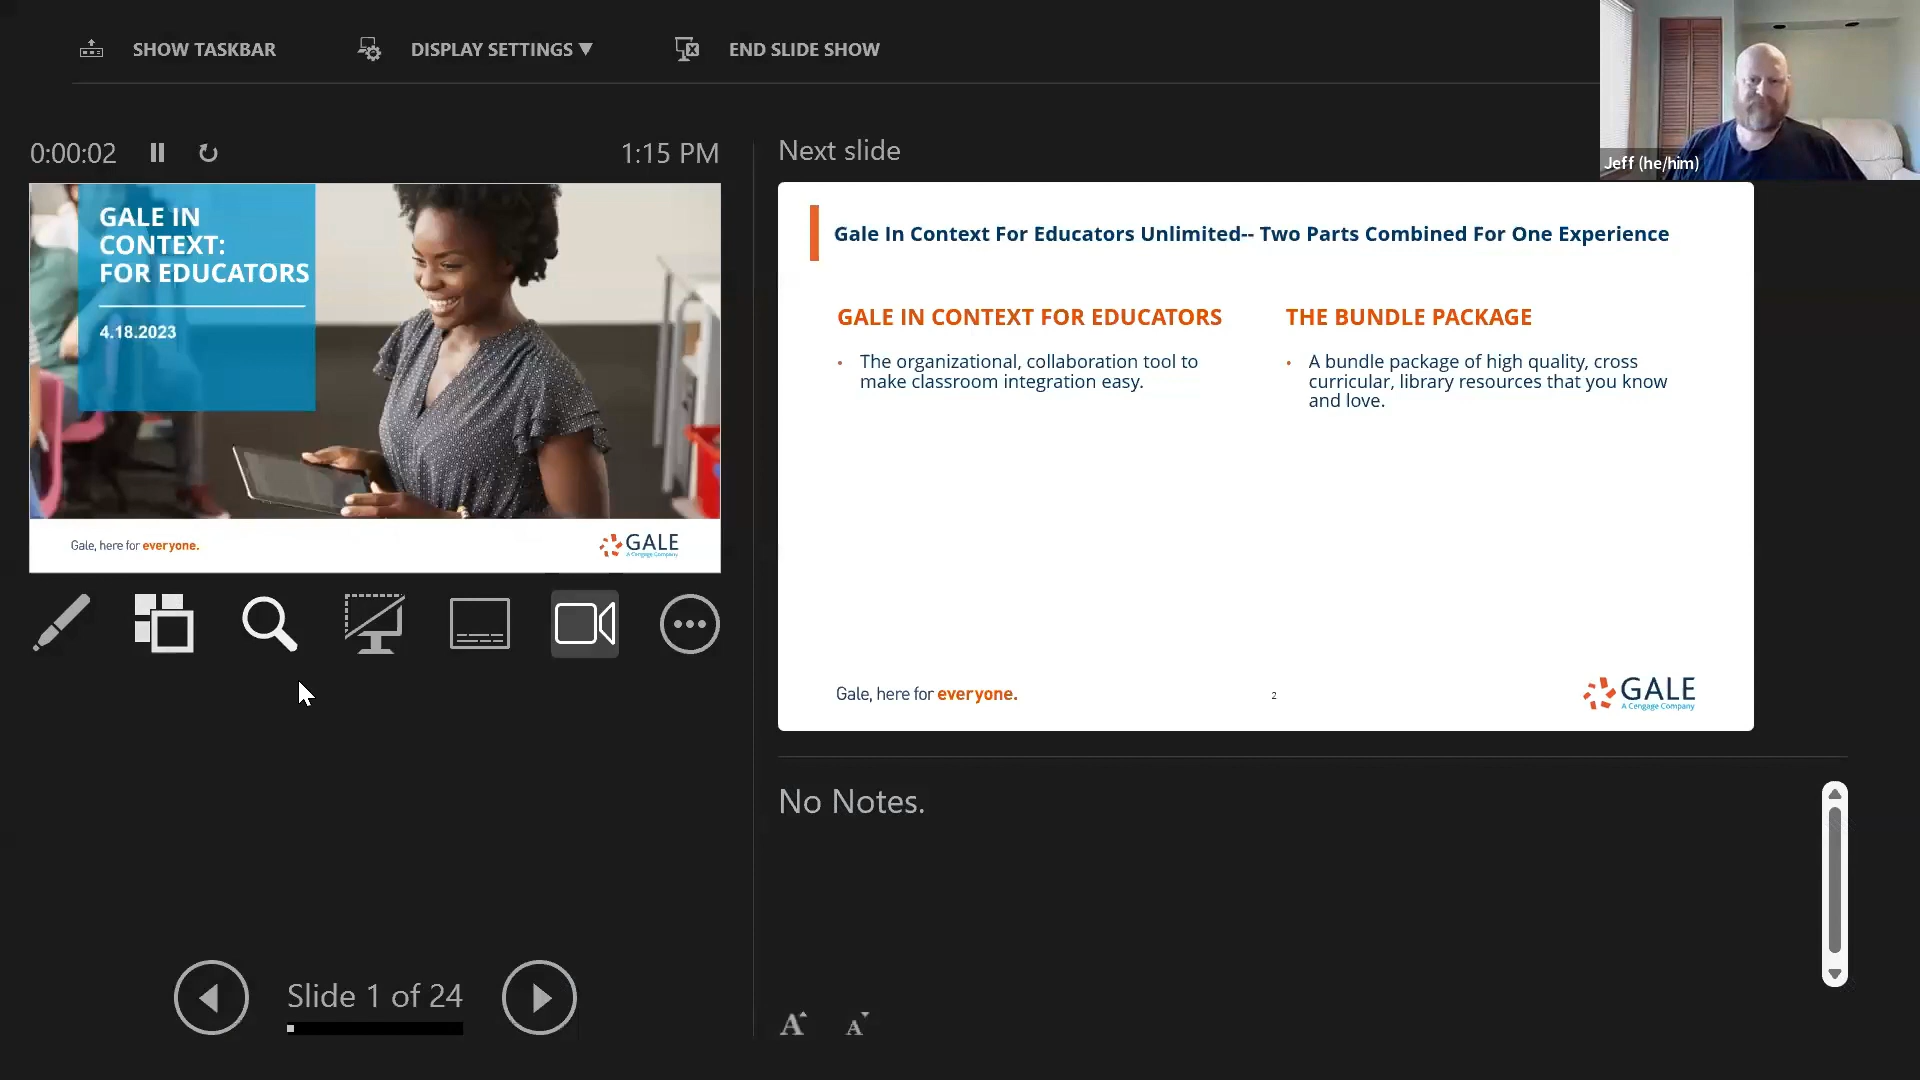 SHOW TASKBAR
DISPLAY SETTINGS ▼
END SLIDE SHOW
Jeff (he/him)
0:00:02
1:15 PM
Next slide
GALE IN
CONTEXT:
FOR EDUCATORS
4.18.2023
Gale, here for everyone.
GALE
A Cengage Company
Gale In Context For Educators Unlimited-- Two Parts Combined For One Experience
GALE IN CONTEXT FOR EDUCATORS
• The organizational, collaboration tool to
make classroom integration easy.
THE BUNDLE PACKAGE
• A bundle package of high quality, cross
curricular, library resources that you know
and love.
Gale, here for everyone.
2
GALE
A Cengage Company
No Notes.
Slide 1 of 24
A A